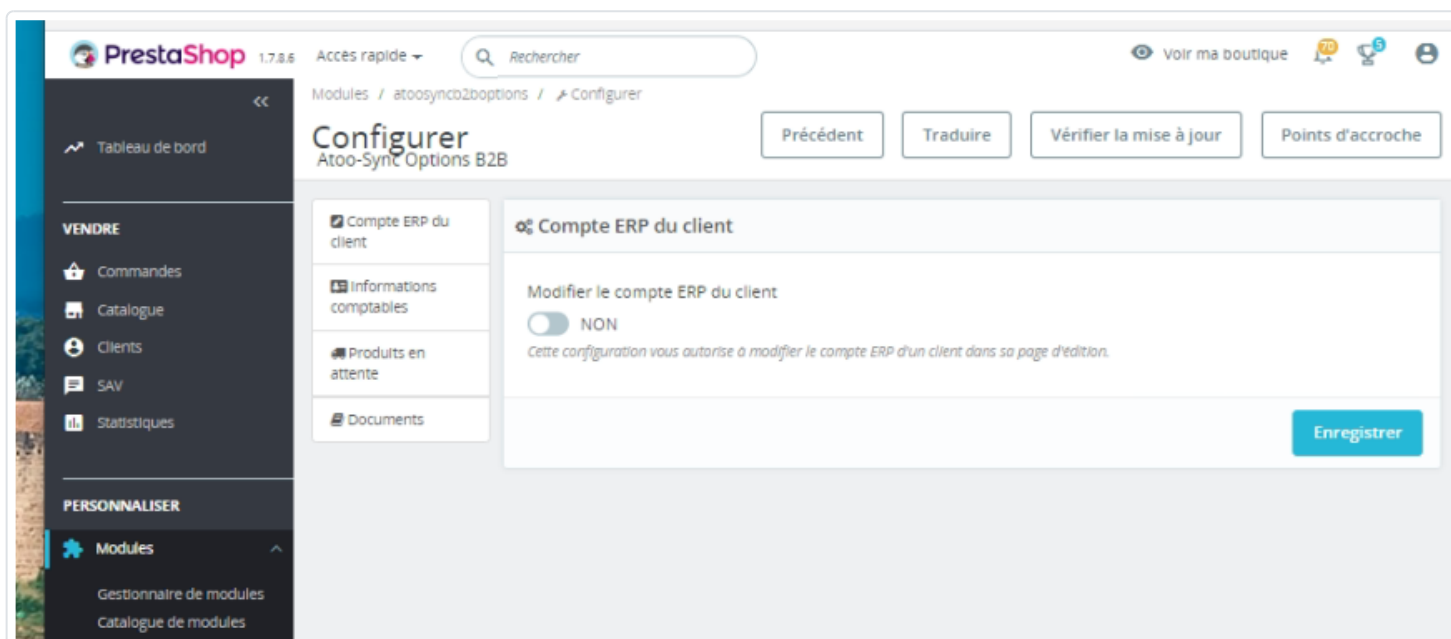 PrestaShop 1.7.8.6 Accès rapide Rechercher Voir ma boutique 70 5
Modules / atoosyncb2boptions / Configurer
Configurer
Atoo-Sync Options B2B
Précédent Traduire Vérifier la mise à jour Points d'accroche
Tableau de bord
VENDRE
Commandes
Catalogue
Clients
SAV
Statistiques
PERSONNALISER
Modules
Gestionnaire de modules
Catalogue de modules
Compte ERP du
client
Informations
comptables
Produits en
attente
Documents
Compte ERP du client
Modifier le compte ERP du client
NON
Cette configuration vous autorise à modifier le compte ERP d'un client dans sa page d'édition.
Enregistrer